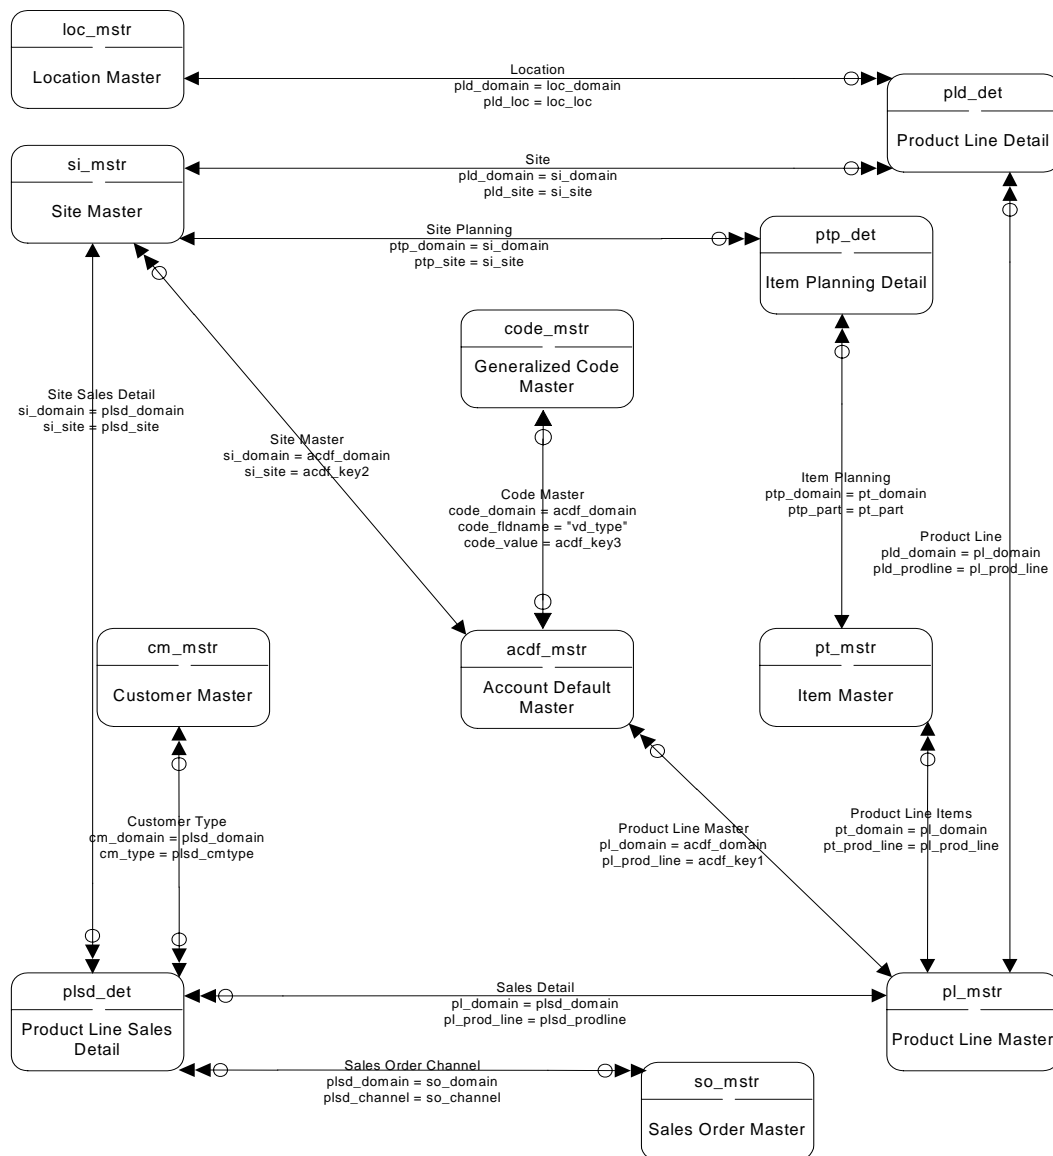 loc_mstr
Location Master
Location
pld_domain = loc_domain
pld_loc = loc_loc
pld_det
Product Line Detail
si_mstr
Site Master
Site
pld_domain = si_domain
pld_site = si_site
Site Planning
ptp_domain = si_domain
ptp_site = si_site
ptp_det
Item Planning Detail
code_mstr
Generalized Code
Master
Site Sales Detail
si_domain = plsd_domain
si_site = plsd_site
Site Master
si_domain = acdf_domain
si_site = acdf_key2
Code Master
code_domain = acdf_domain
code_fldname = "vd_type"
code_value = acdf_key3
Item Planning
ptp_domain = pt_domain
ptp_part = pt_part
Product Line
pld_domain = pl_domain
pld_prodline = pl_prod_line
cm_mstr
Customer Master
acdf_mstr
Account Default
Master
pt_mstr
Item Master
Customer Type
cm_domain = plsd_domain
cm_type = plsd_cmtype
Product Line Master
pl_domain = acdf_domain
pl_prod_line = acdf_key1
Product Line Items
pt_domain = pl_domain
pt_prod_line = pl_prod_line
plsd_det
Product Line Sales
Detail
Sales Detail
pl_domain = plsd_domain
pl_prod_line = plsd_prodline
pl_mstr
Product Line Master
Sales Order Channel
plsd_domain = so_domain
plsd_channel = so_channel
so_mstr
Sales Order Master